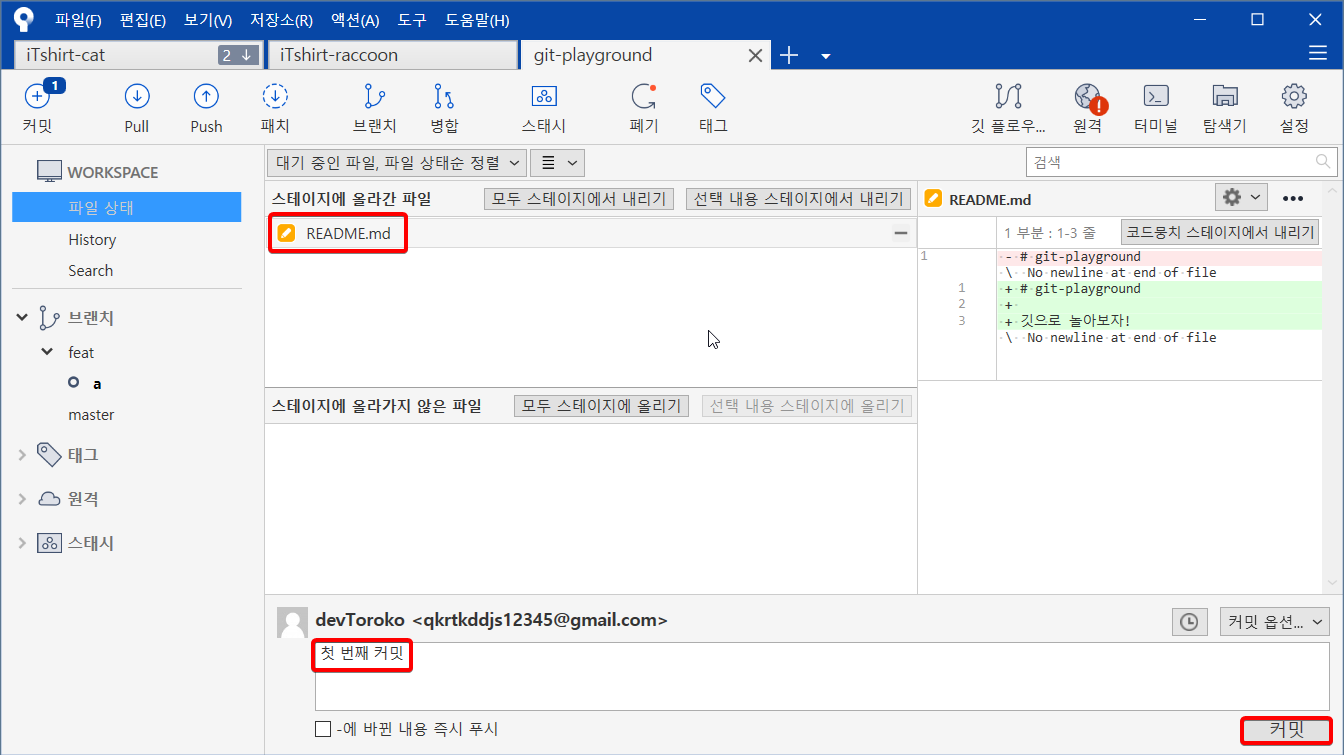 파일(F) 편집(E) 보기(V) 저장소(R) 액션(A) 도구 도움말(H)
iTshirt-cat 2 iTshirt-raccoon git-playground
1
커밋 Pull Push 패치 브랜치 병합 스태시 폐기 태그 깃 플로우... 원격 터미널 탐색기 설정
WORKSPACE
파일 상태
History
Search
브랜치
feat
a
master
태그
원격
스태시
대기 중인 파일, 파일 상태순 정렬
검색
스테이지에 올라간 파일 모두 스테이지에서 내리기 선택 내용 스테이지에서 내리기
README.md
스테이지에 올라가지 않은 파일 모두 스테이지에 올리기 선택 내용 스테이지에 올리기
README.md
1 부분 : 1-3 줄 코드뭉치 스테이지에서 내리기
1 - # git-playground
\ No newline at end of file
1 + # git-playground
2 +
3 + 깃으로 놀아보자!
\ No newline at end of file
devToroko <qkrtkddjs12345@gmail.com>
커밋 옵션...
첫 번째 커밋
-에 바뀐 내용 즉시 푸시
커밋